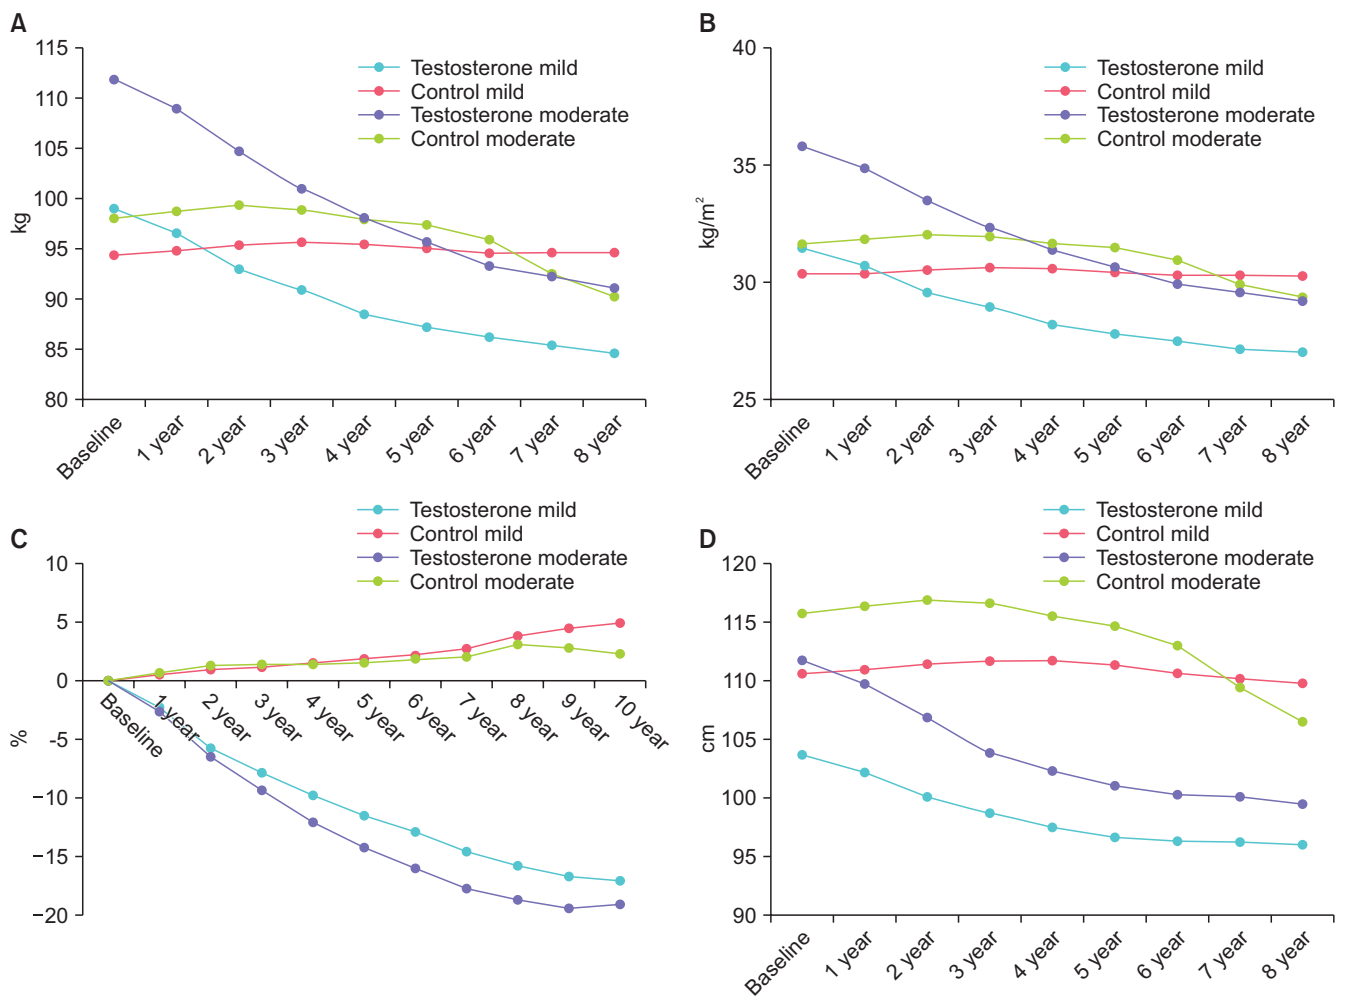 A
115
110
105
100
95
90
85
80
kg
Testosterone mild
Control mild
Testosterone moderate
Control moderate
Baseline
1 year
2 year
3 year
4 year
5 year
6 year
7 year
8 year
B
40
35
30
25
kg/m²
Testosterone mild
Control mild
Testosterone moderate
Control moderate
Baseline
1 year
2 year
3 year
4 year
5 year
6 year
7 year
8 year
C
10
5
0
-5
−10
−15
−20
%
Testosterone mild
Control mild
Testosterone moderate
Control moderate
Baseline
1 year
2 year
3 year
4 year
5 year
6 year
7 year
8 year
9 year
10 year
D
120
115
110
105
100
95
90
cm
Testosterone mild
Control mild
Testosterone moderate
Control moderate
Baseline
1 year
2 year
3 year
4 year
5 year
6 year
7 year
8 year